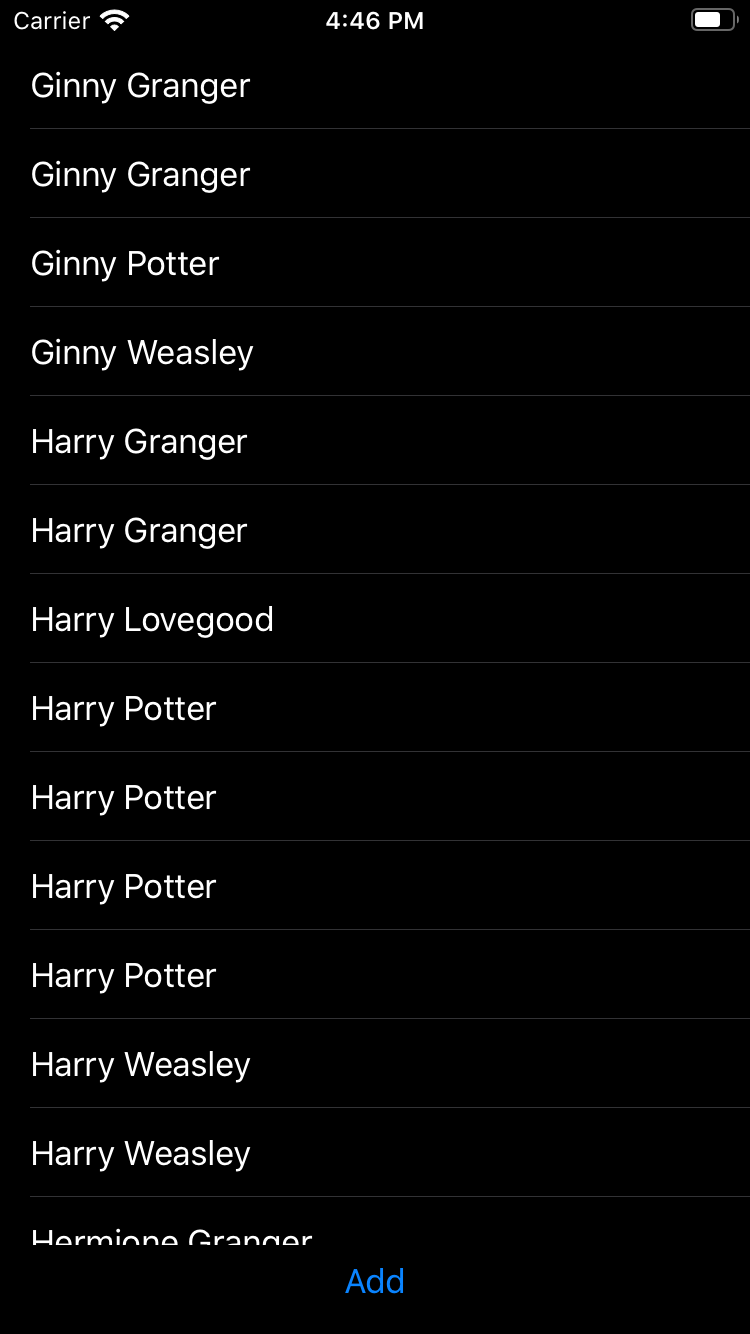 Carrier 4:46 PM
Ginny Granger
Ginny Granger
Ginny Potter
Ginny Weasley
Harry Granger
Harry Granger
Harry Lovegood
Harry Potter
Harry Potter
Harry Potter
Harry Potter
Harry Weasley
Harry Weasley
Hermione Granger
Add